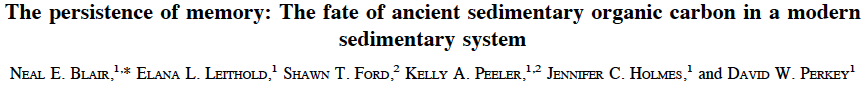 The persistence of memory: The fate of ancient sedimentary organic carbon in a modern
sedimentary system
NEAL E. BLAIR,1,* ELANA L. LEITHOLD,1 SHAWN T. FORD,2 KELLY A. PEELER,1,2 JENNIFER C. HOLMES,1 and DAVID W. PERKEY1